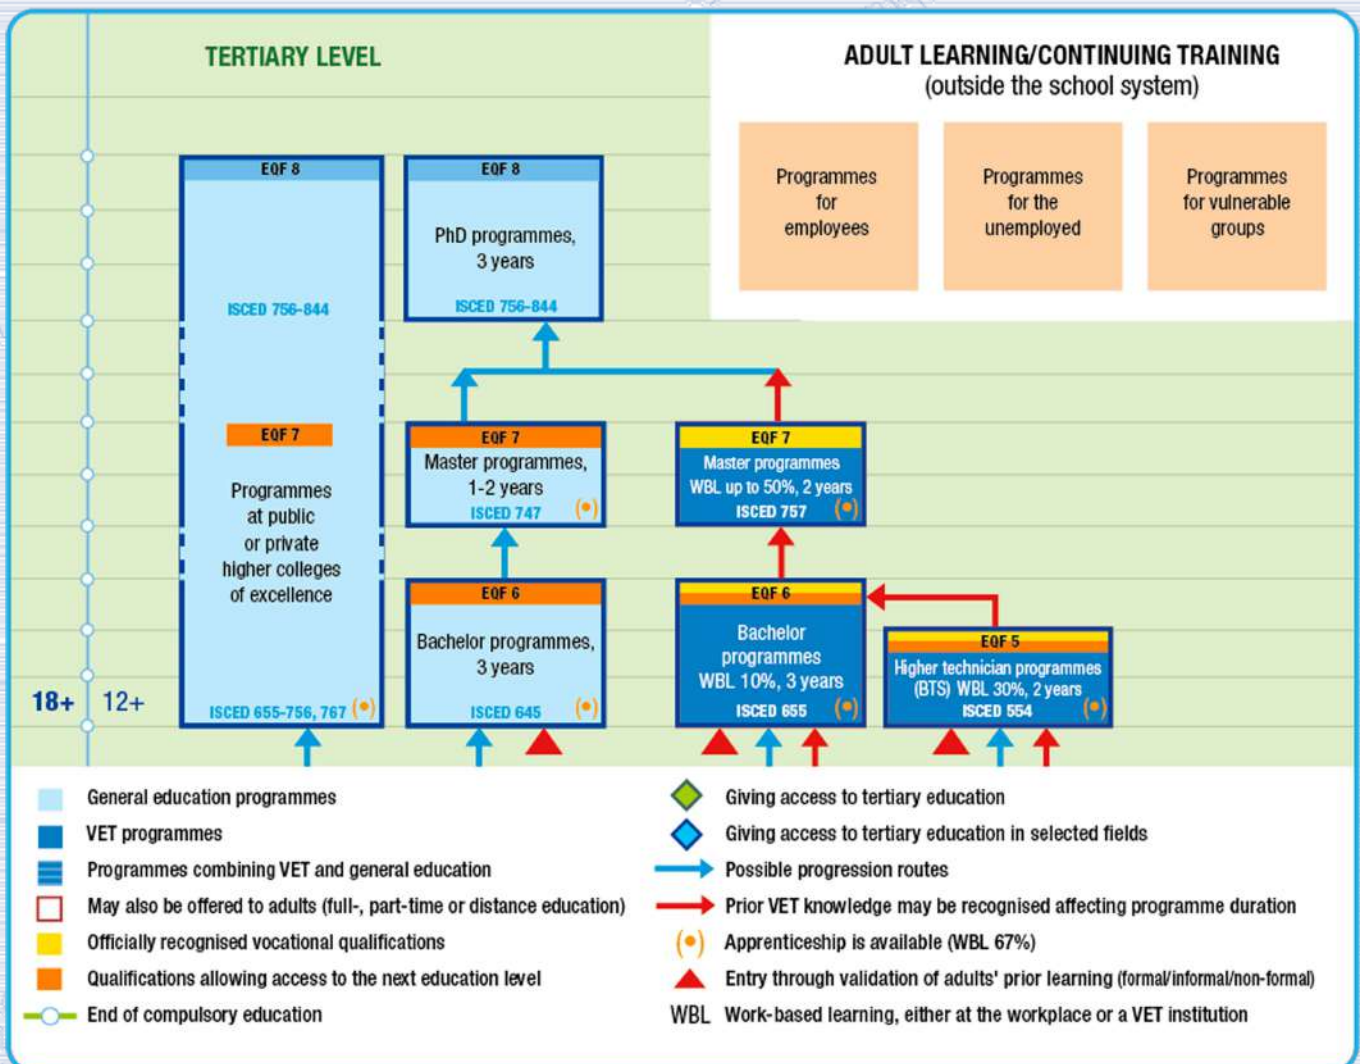 TERTIARY LEVEL
ADULT LEARNING/CONTINUING TRAINING
(outside the school system)
Programmes
for
employees
Programmes
for the
unemployed
Programmes
for vulnerable
groups
EQF 8
ISCED 756-844
EQF 7
Programmes
at public
or private
higher colleges
of excellence
ISCED 655-756, 767
EQF 8
PhD programmes,
3 years
ISCED 756-844
EQF 7
Master programmes,
1-2 years
ISCED 747
EQF 6
Bachelor programmes,
3 years
ISCED 645
EQF 7
Master programmes
WBL up to 50%, 2 years
ISCED 757
EQF 6
Bachelor
programmes
WBL 10%, 3 years
ISCED 655
EQF 5
Higher technician programmes
(BTS) WBL 30%, 2 years
ISCED 554
18+ 12+
General education programmes
VET programmes
Programmes combining VET and general education
May also be offered to adults (full-, part-time or distance education)
Officially recognised vocational qualifications
Qualifications allowing access to the next education level
End of compulsory education
Giving access to tertiary education
Giving access to tertiary education in selected fields
Possible progression routes
Prior VET knowledge may be recognised affecting programme duration
Apprenticeship is available (WBL 67%)
Entry through validation of adults' prior learning (formal/informal/non-formal)
WBL Work-based learning, either at the workplace or a VET institution